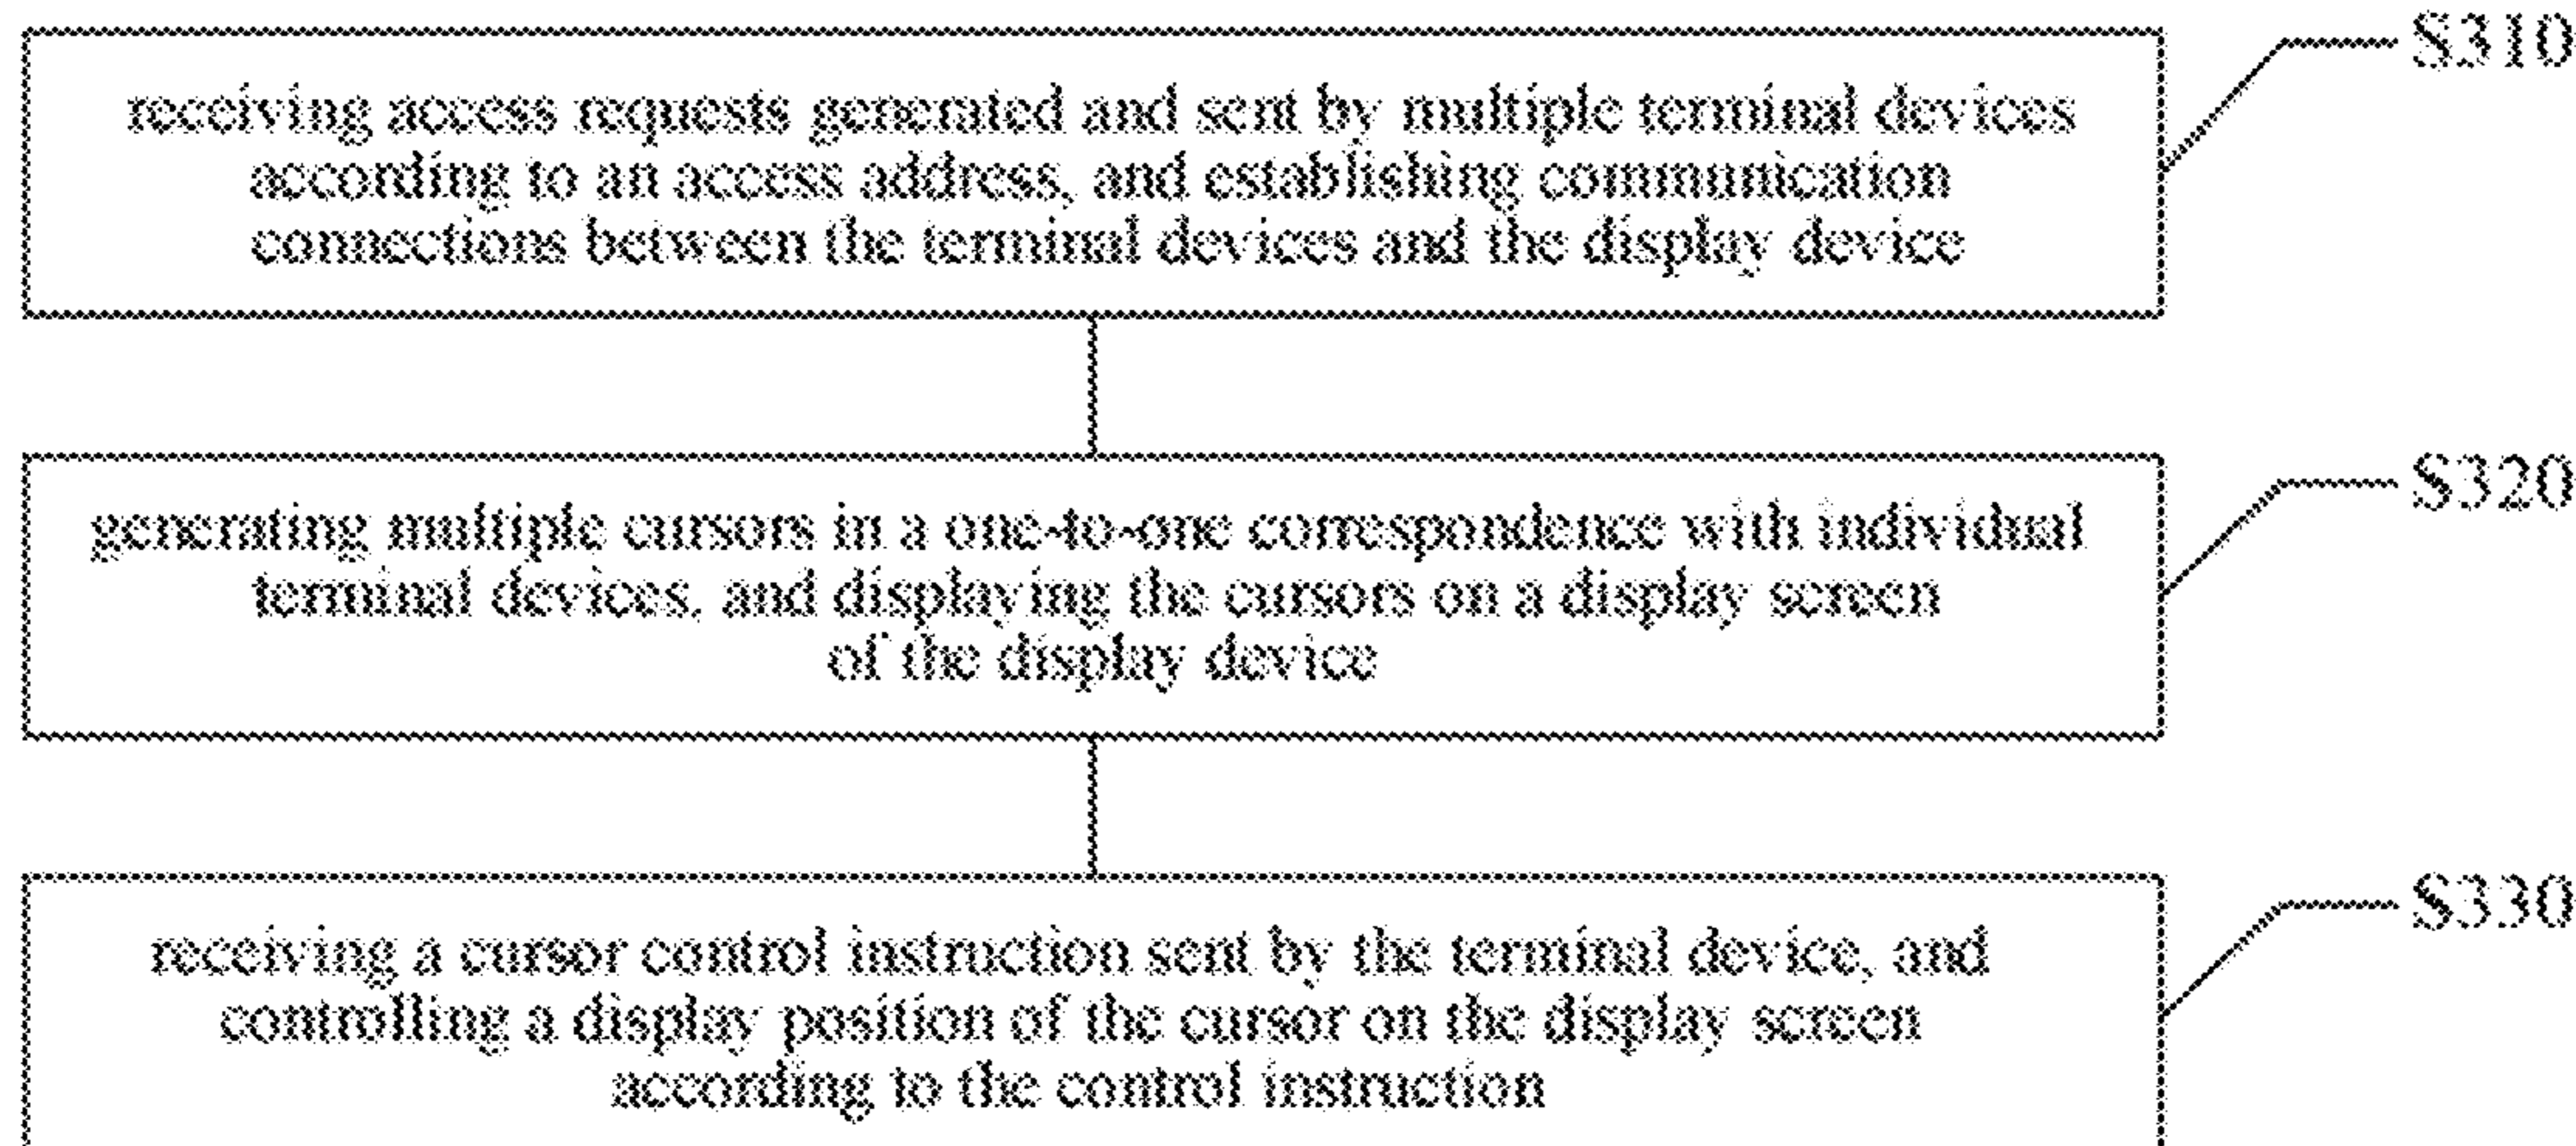 S310
receiving access requests generated and sent by multiple terminal devices
according to an access address, and establishing communication
connections between the terminal devices and the display device
S320
generating multiple cursors in a one-to-one correspondence with individual
terminal devices, and displaying the cursors on a display screen
of the display device
S330
receiving a cursor control instruction sent by the terminal device, and
controlling a display position of the cursor on the display screen
according to the control instruction